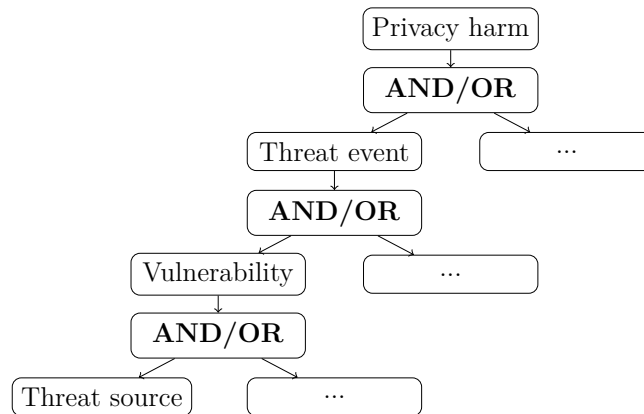 Privacy harm
AND/OR
Threat event
...
AND/OR
Vulnerability
...
AND/OR
Threat source
...